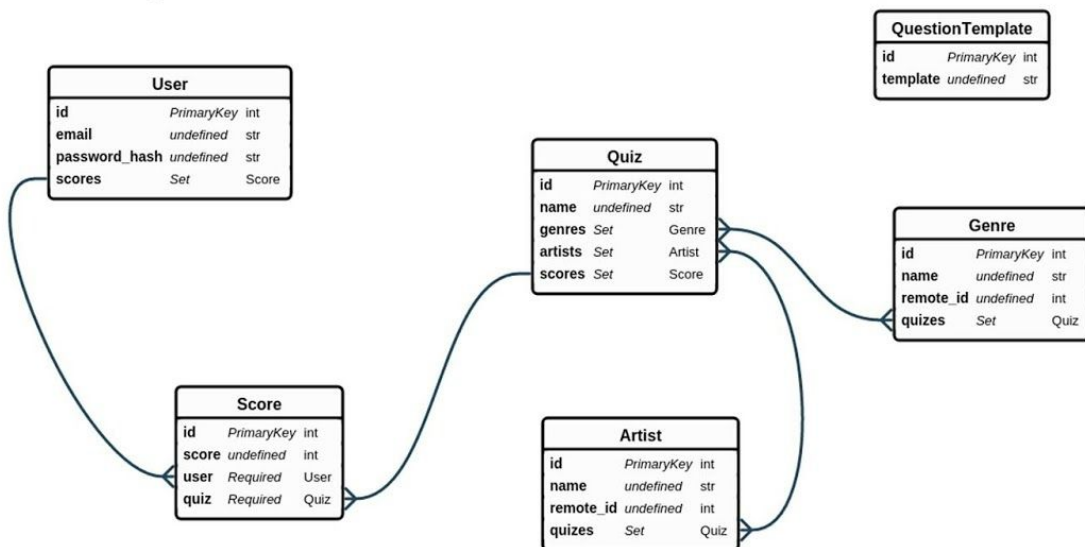 QuestionTemplate
id PrimaryKey int
template undefined str
User
id PrimaryKey int
email undefined str
password_hash undefined str
scores Set Score
Quiz
id PrimaryKey int
name undefined str
genres Set Genre
artists Set Artist
scores Set Score
Genre
id PrimaryKey int
name undefined str
remote_id undefined int
quizes Set Quiz
Score
id PrimaryKey int
score undefined int
user Required User
quiz Required Quiz
Artist
id PrimaryKey int
name undefined str
remote_id undefined int
quizes Set Quiz